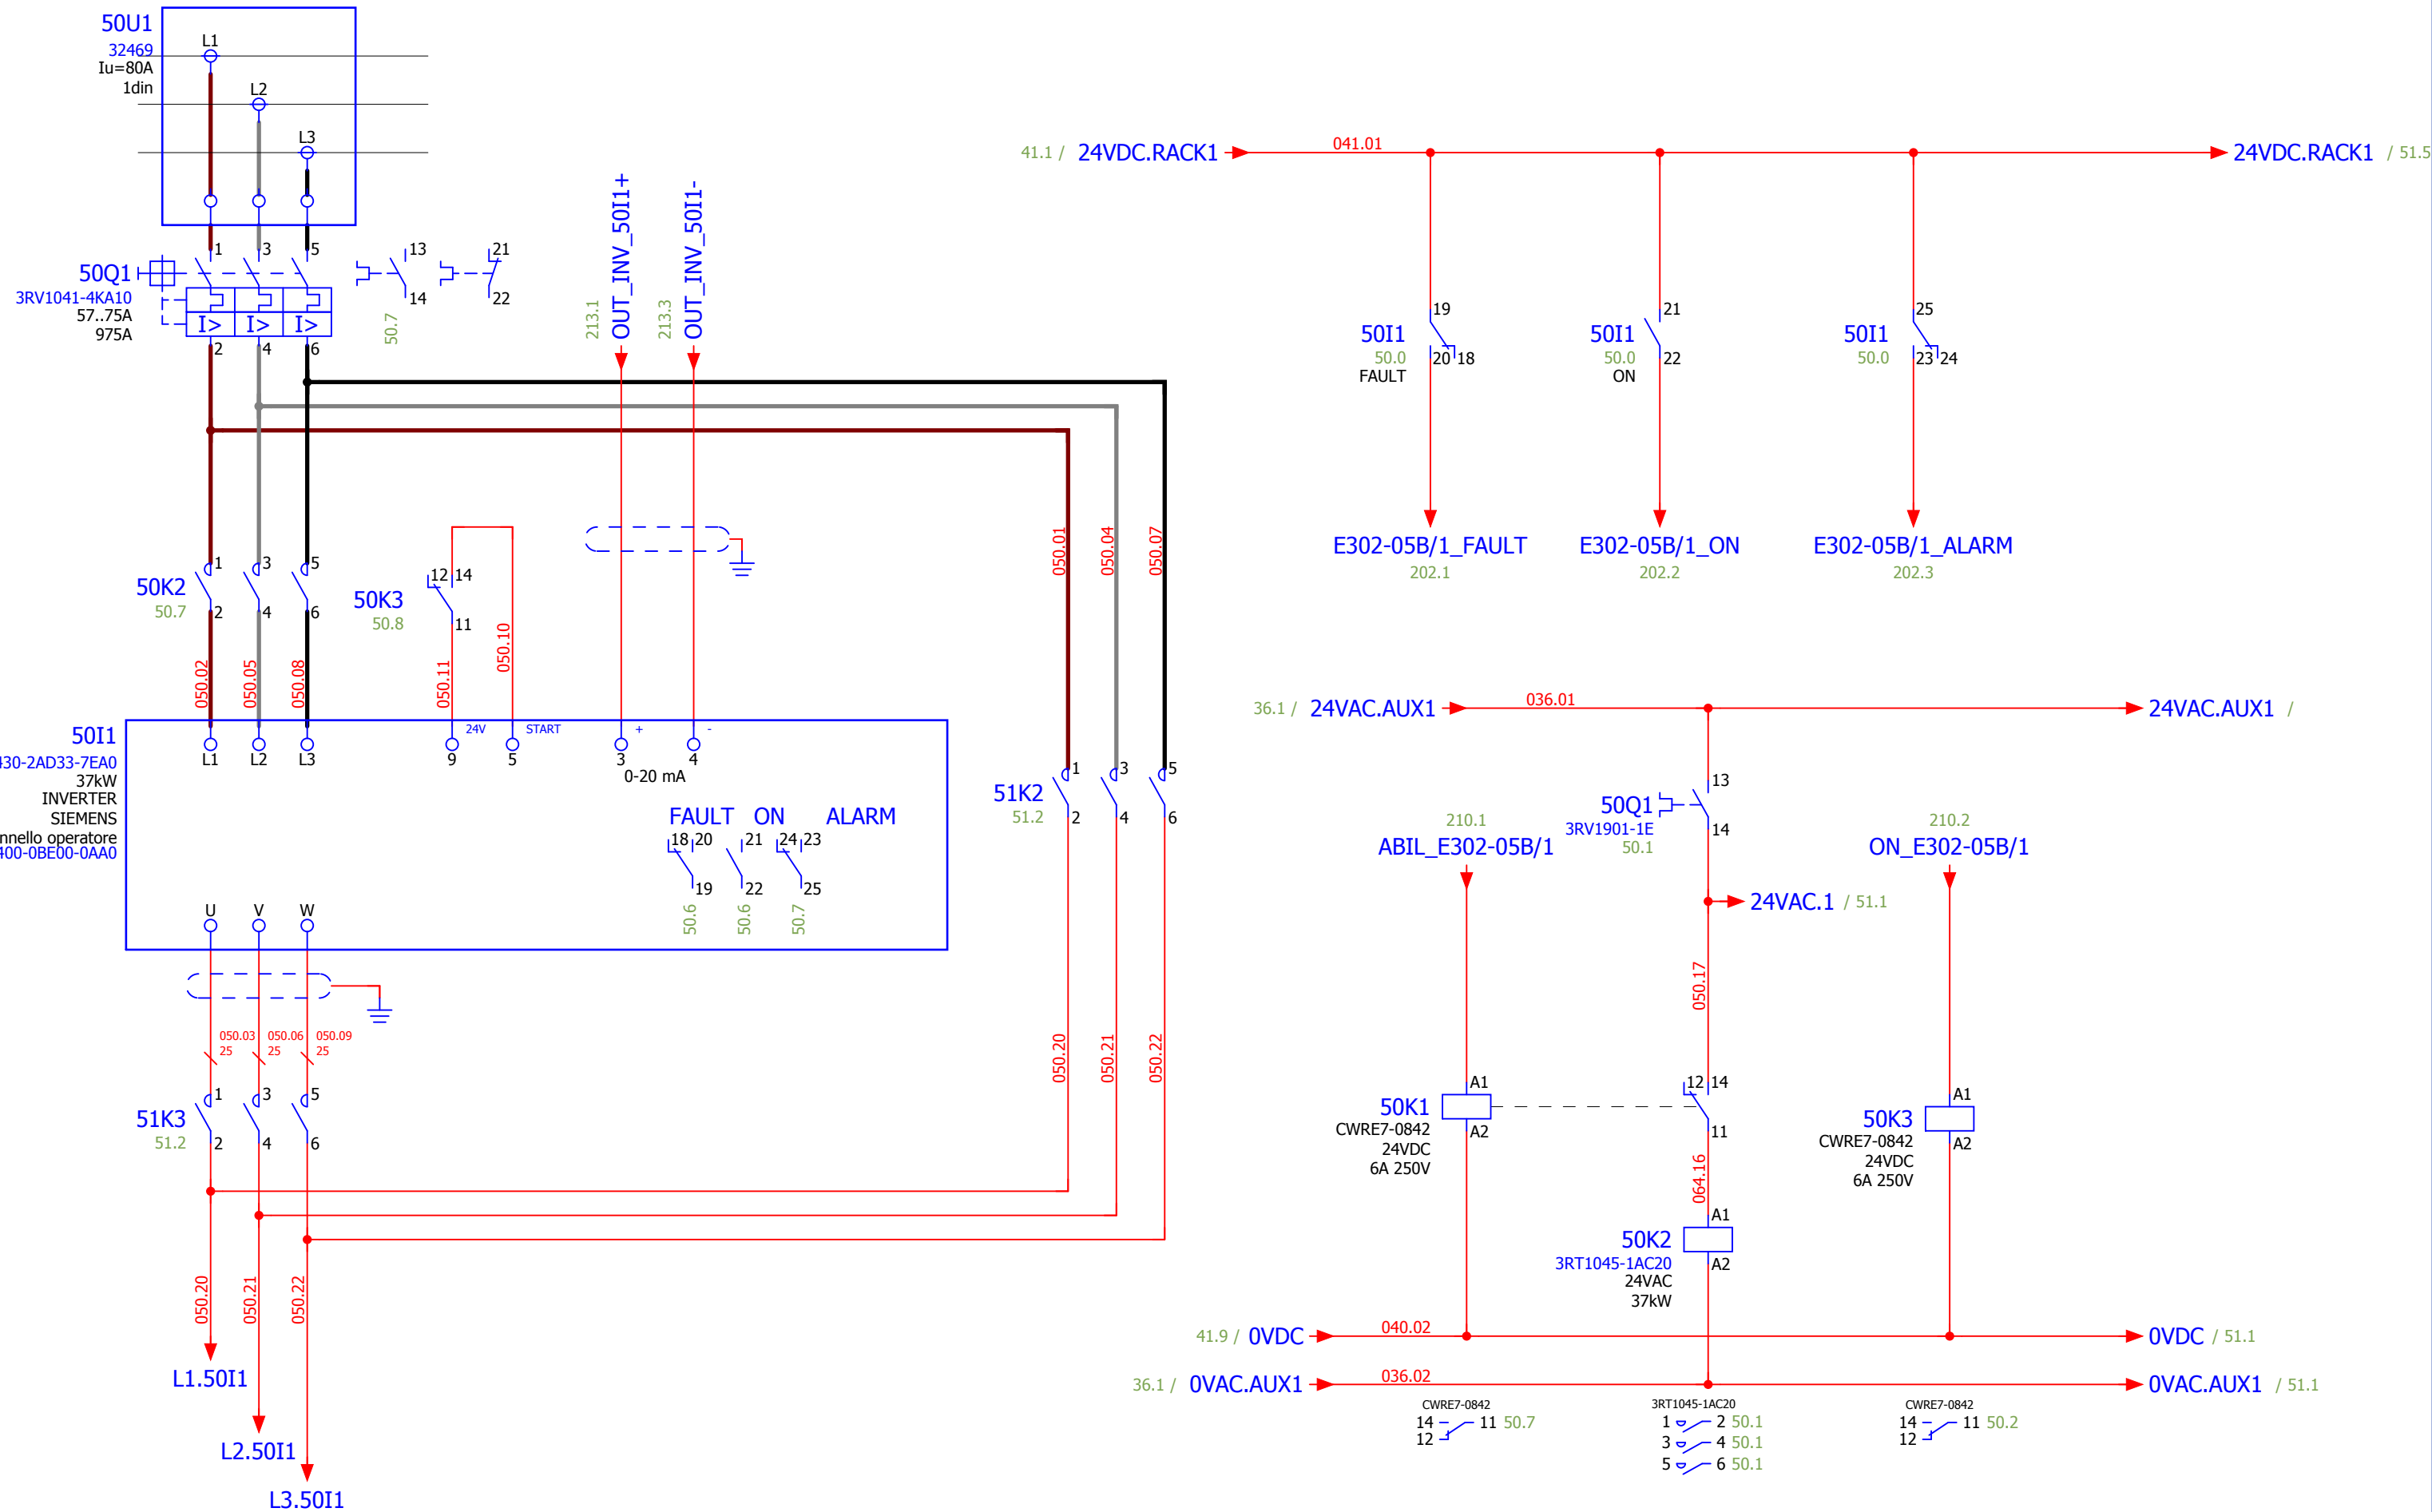 50U1
32469
Iu=80A
1din
L1
L2
L3
50Q1
3RV1041-4KA10
57..75A
975A
1 3 5
I> I> I>
2 4 6
13
14
50.7
21
22
213.1
OUT_INV_50I1+
213.3
OUT_INV_50I1-
50K2
50.7
1 3 5
2 4 6
50K3
50.8
12 14
11
050.02
050.05
050.08
050.11
050.10
050.01
050.04
050.07
50I1
430-2AD33-7EA0
37kW
INVERTER
SIEMENS
nnello operatore
400-0BE00-0AA0
L1 L2 L3
24V START + -
9 5 3 4
0-20 mA
FAULT ON ALARM
18 20 21 24 23
19 22 25
50.6 50.6 50.7
U V W
050.03 050.06 050.09
25 25 25
51K3
51.2
1 3 5
2 4 6
51K2
51.2
1 3 5
2 4 6
050.20
050.21
050.22
050.20
050.21
050.22
L1.50I1
L2.50I1
L3.50I1
41.1 / 24VDC.RACK1
041.01
24VDC.RACK1 / 51.5
50I1
50.0
FAULT
19
20 18
50I1
50.0
ON
21
22
50I1
50.0
25
23 24
E302-05B/1_FAULT
202.1
E302-05B/1_ON
202.2
E302-05B/1_ALARM
202.3
36.1 / 24VAC.AUX1
036.01
24VAC.AUX1 /
50Q1
3RV1901-1E
50.1
13
14
210.1
ABIL_E302-05B/1
210.2
ON_E302-05B/1
24VAC.1 / 51.1
050.17
50K1
CWRE7-0842
24VDC
6A 250V
A1
A2
12 14
11
064.16
50K3
CWRE7-0842
24VDC
6A 250V
A1
A2
50K2
3RT1045-1AC20
24VAC
37kW
A1
A2
41.9 / 0VDC
040.02
0VDC / 51.1
36.1 / 0VAC.AUX1
036.02
0VAC.AUX1 / 51.1
CWRE7-0842
14 11 50.7
12
3RT1045-1AC20
1 2 50.1
3 4 50.1
5 6 50.1
CWRE7-0842
14 11 50.2
12